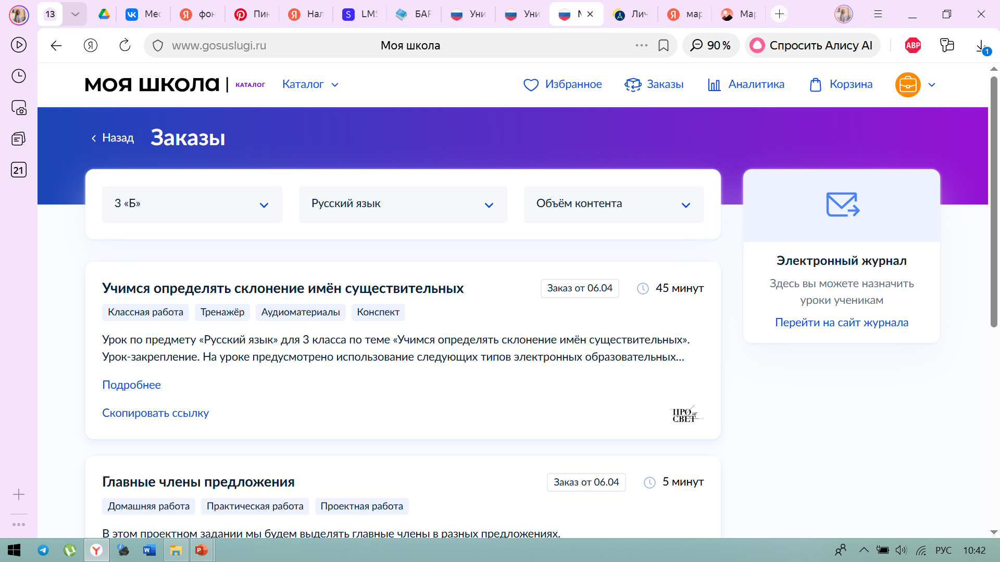 13
Мес
фон
Пин
Нал
LMS
БАР
Уни
Уни
М
Лич
мар
Мар
www.gosuslugi.ru
Моя школа
90 %
Спросить Алису AI
ABP
1
21
МОЯ ШКОЛА | КАТАЛОГ
Каталог
Избранное
Заказы
Аналитика
Корзина
Назад
Заказы
3 «Б»
Русский язык
Объём контента
Учимся определять склонение имён существительных
Заказ от 06.04
45 минут
Классная работа
Тренажёр
Аудиоматериалы
Конспект
Урок по предмету «Русский язык» для 3 класса по теме «Учимся определять склонение имён существительных».
Урок-закрепление. На уроке предусмотрено использование следующих типов электронных образовательных...
Подробнее
Скопировать ссылку
ПРО
СВЕТ
Электронный журнал
Здесь вы можете назначить
уроки ученикам
Перейти на сайт журнала
Главные члены предложения
Заказ от 06.04
5 минут
Домашняя работа
Практическая работа
Проектная работа
В этом проектном задании мы будем выделять главные члены в разных предложениях.
РУС
10:42